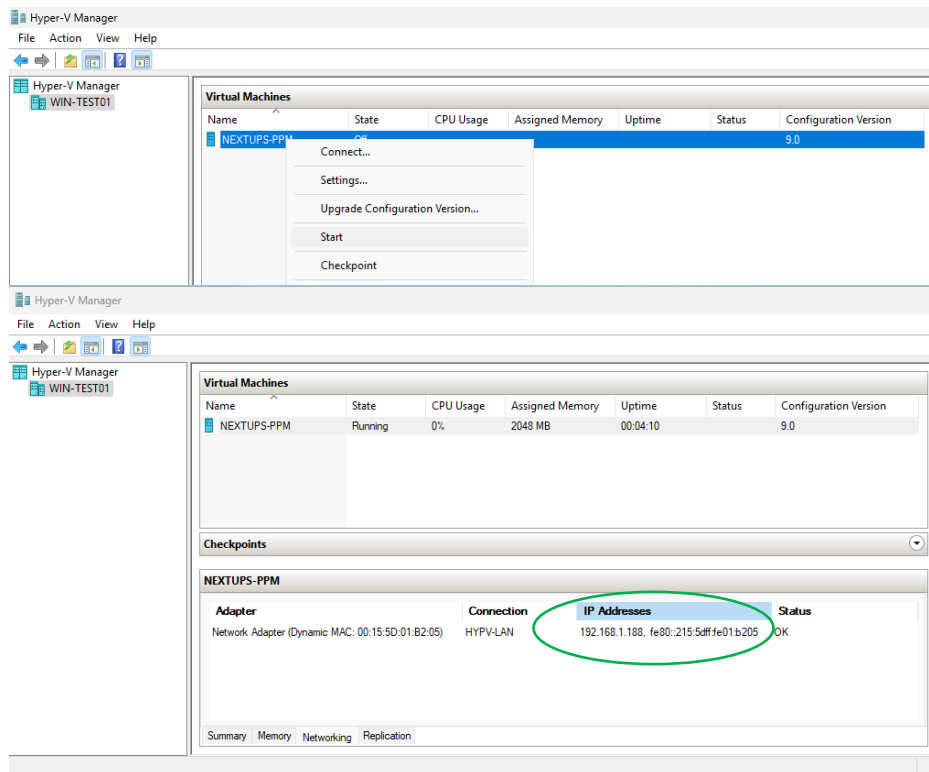 Hyper-V Manager
File Action View Help
Hyper-V Manager
WIN-TEST01
Virtual Machines
Name State CPU Usage Assigned Memory Uptime Status Configuration Version
NEXTUPS-PPM Off 9.0
Connect...
Settings...
Upgrade Configuration Version...
Start
Checkpoint
Hyper-V Manager
File Action View Help
Hyper-V Manager
WIN-TEST01
Virtual Machines
Name State CPU Usage Assigned Memory Uptime Status Configuration Version
NEXTUPS-PPM Running 0% 2048 MB 00:04:10 9.0
Checkpoints
NEXTUPS-PPM
Adapter Connection IP Addresses Status
Network Adapter (Dynamic MAC: 00:15:5D:01:B2:05) HYPV-LAN 192.168.1.188, fe80::215:5dff:fe01:b205 OK
Summary Memory Networking Replication